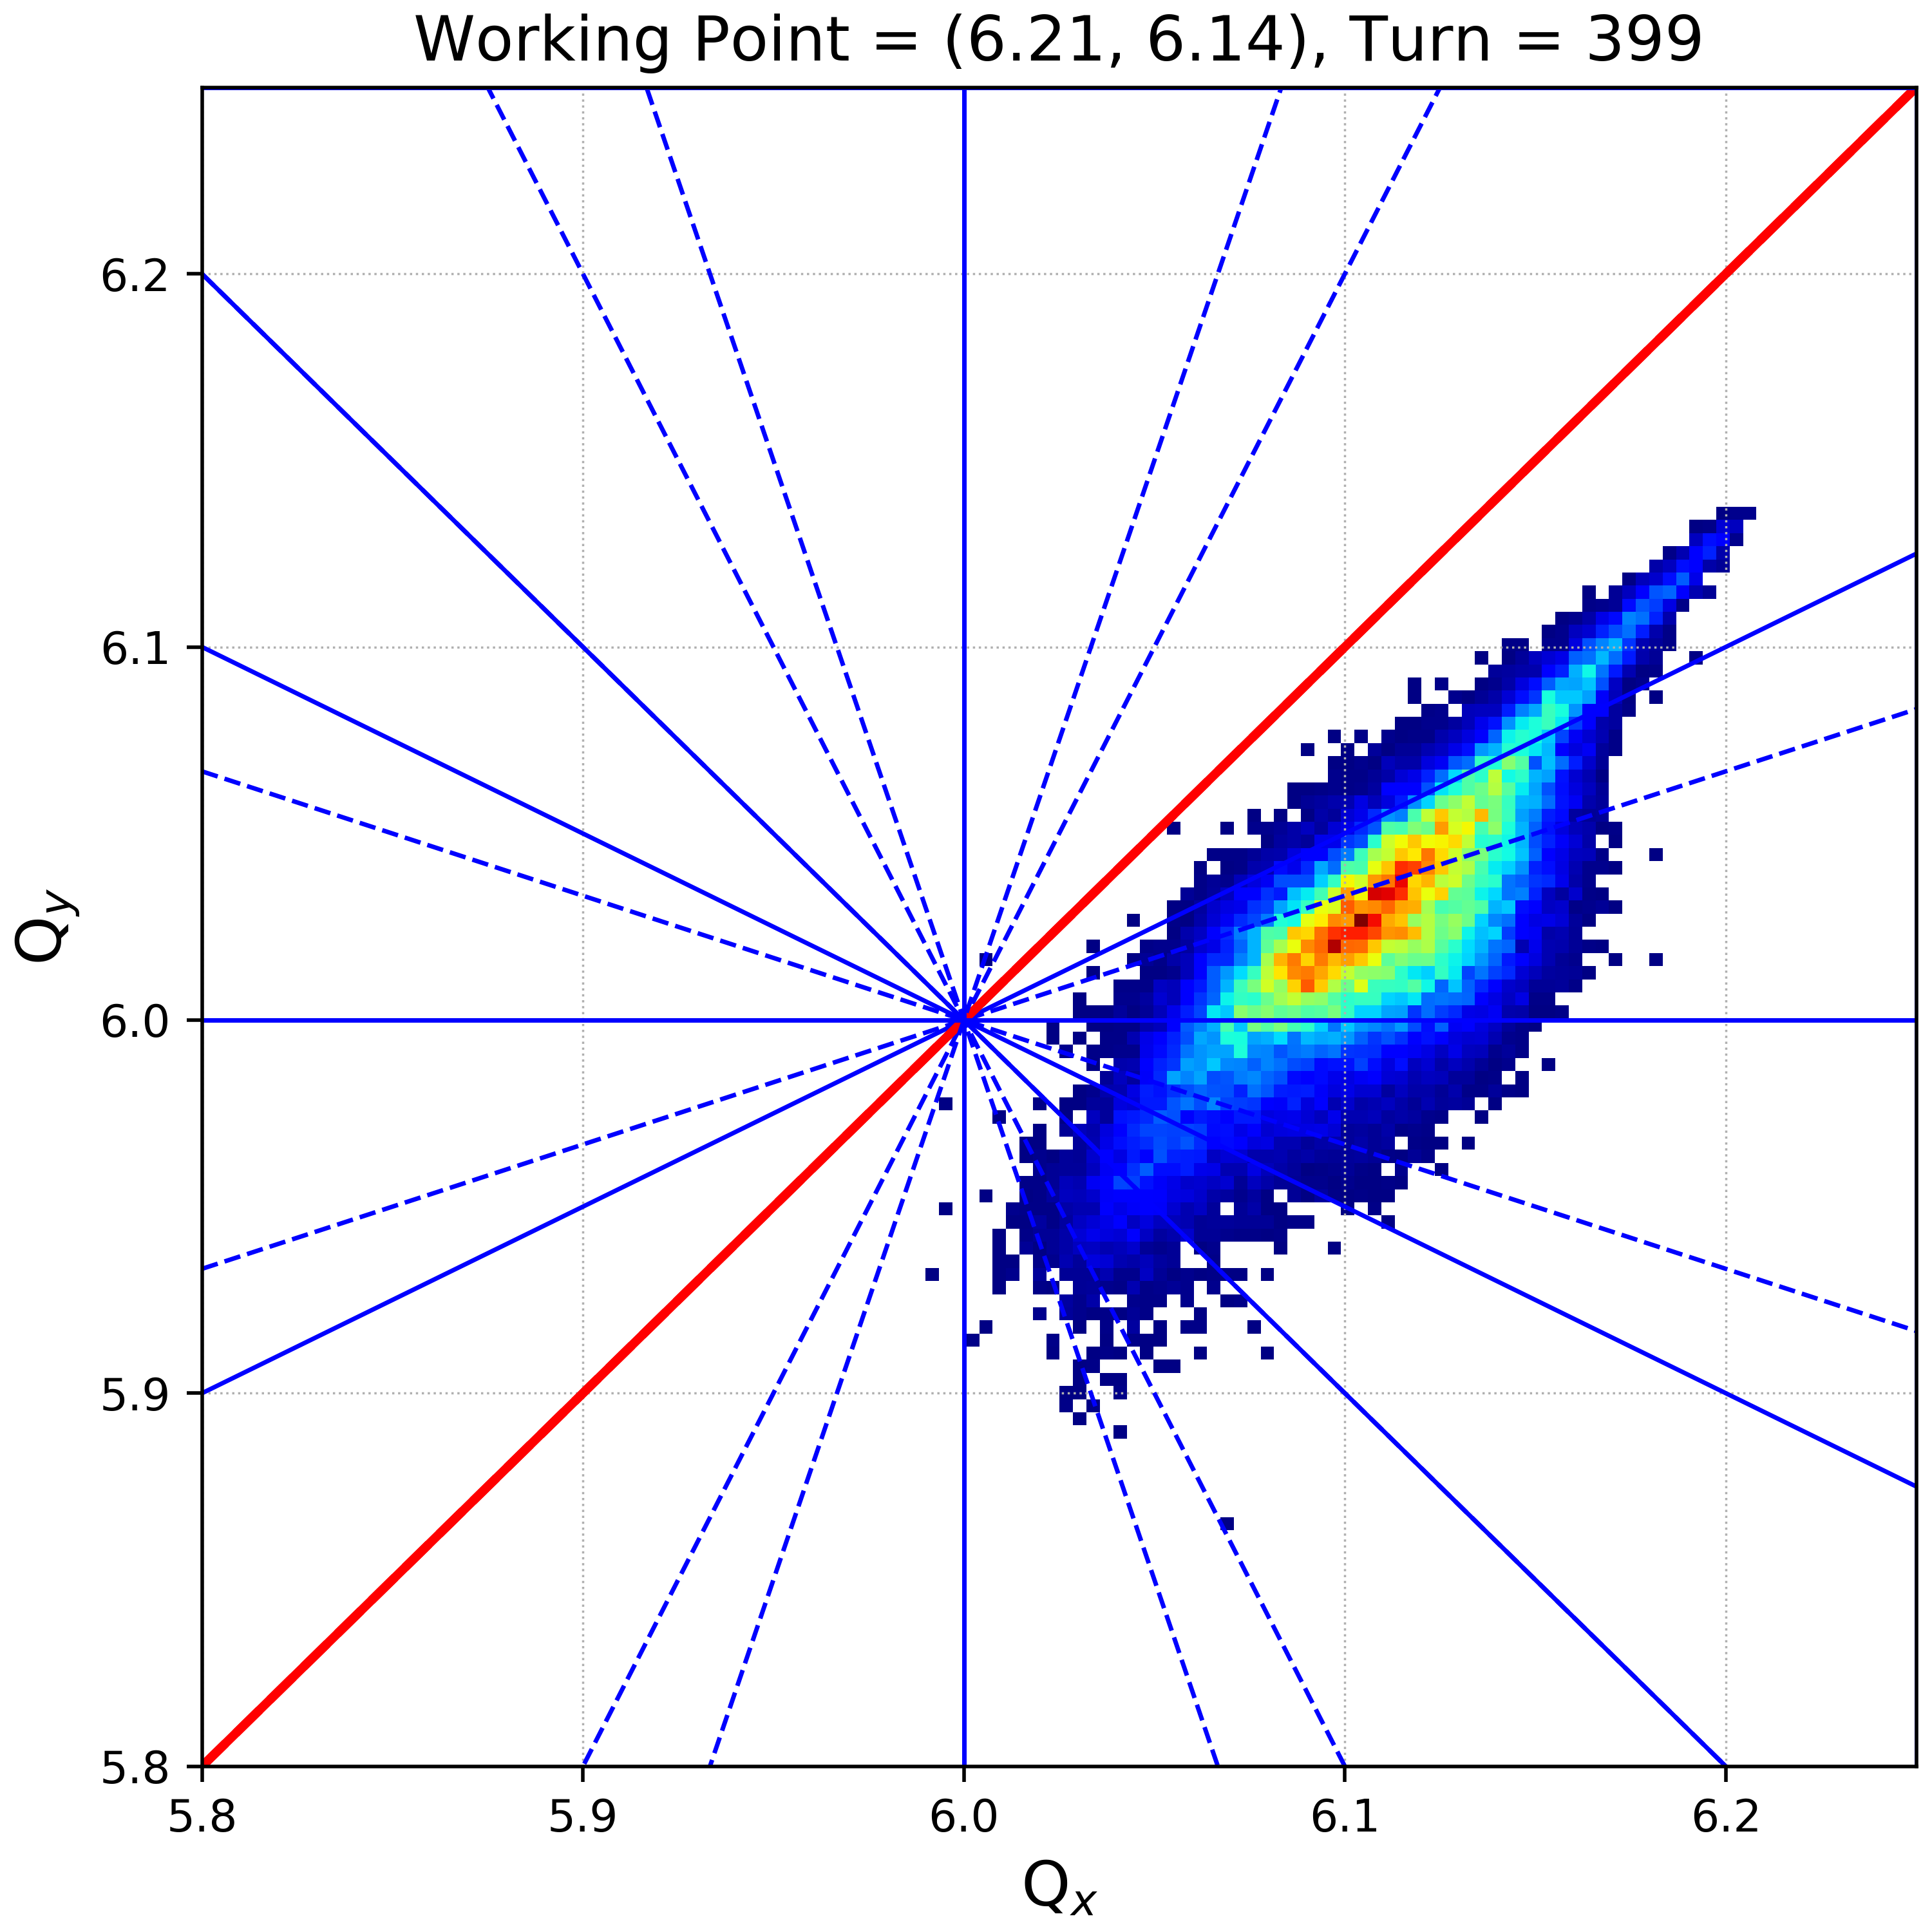 Working Point = (6.21, 6.14), Turn = 399
6.2
6.1
6.0
5.9
5.8
Qy
5.8 5.9 6.0 6.1 6.2
Qx